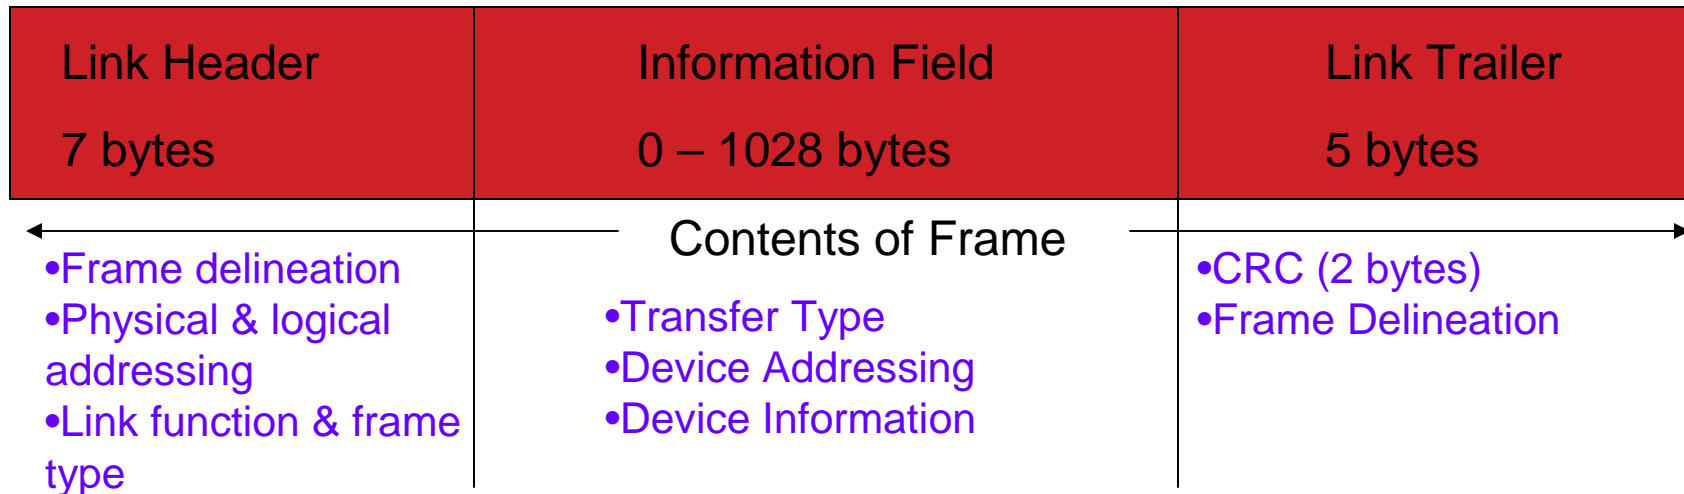 Link Header
7 bytes
Information Field
0 – 1028 bytes
Link Trailer
5 bytes
Contents of Frame
•Frame delineation
•Physical & logical
addressing
•Link function & frame
type
•Transfer Type
•Device Addressing
•Device Information
•CRC (2 bytes)
•Frame Delineation